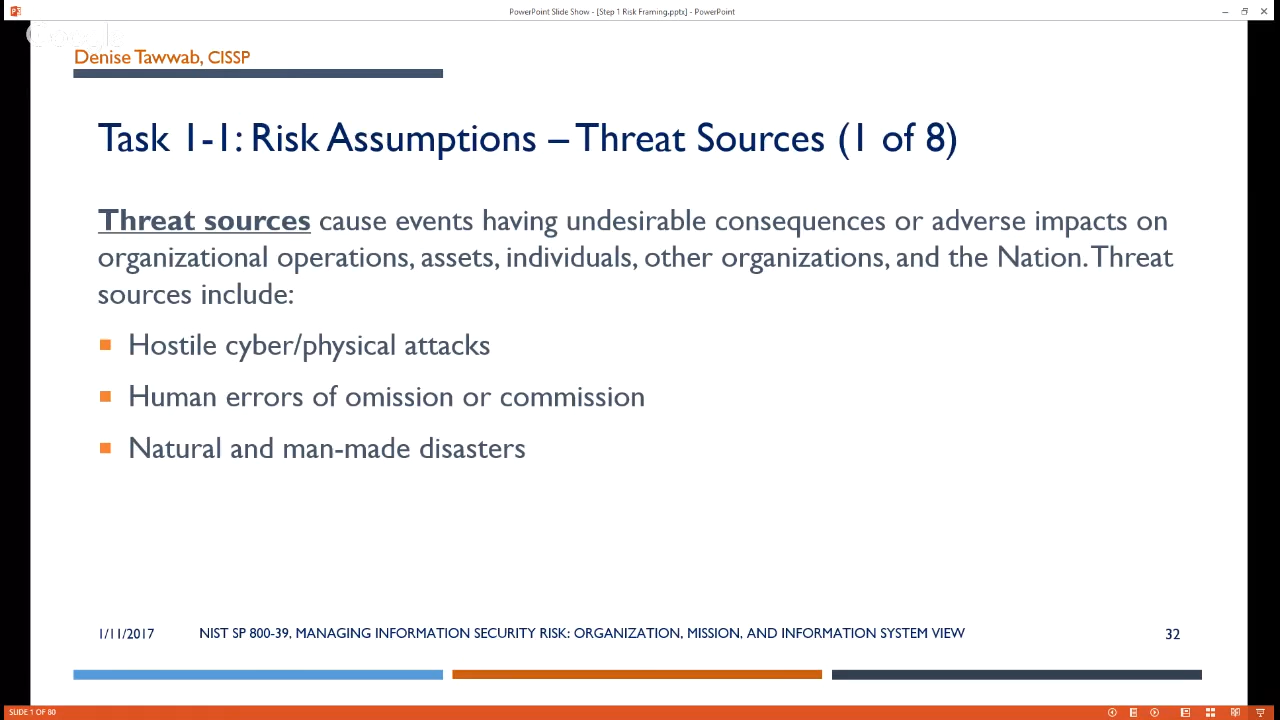 PowerPoint Slide Show - [Step 1 Risk Framing.pptx] - PowerPoint
Denise Tawwab, CISSP
Task 1-1: Risk Assumptions – Threat Sources (1 of 8)
Threat sources cause events having undesirable consequences or adverse impacts on
organizational operations, assets, individuals, other organizations, and the Nation. Threat
sources include:
Hostile cyber/physical attacks
Human errors of omission or commission
Natural and man-made disasters
1/11/2017 NIST SP 800-39, MANAGING INFORMATION SECURITY RISK: ORGANIZATION, MISSION, AND INFORMATION SYSTEM VIEW 32
SLIDE 1 OF 80